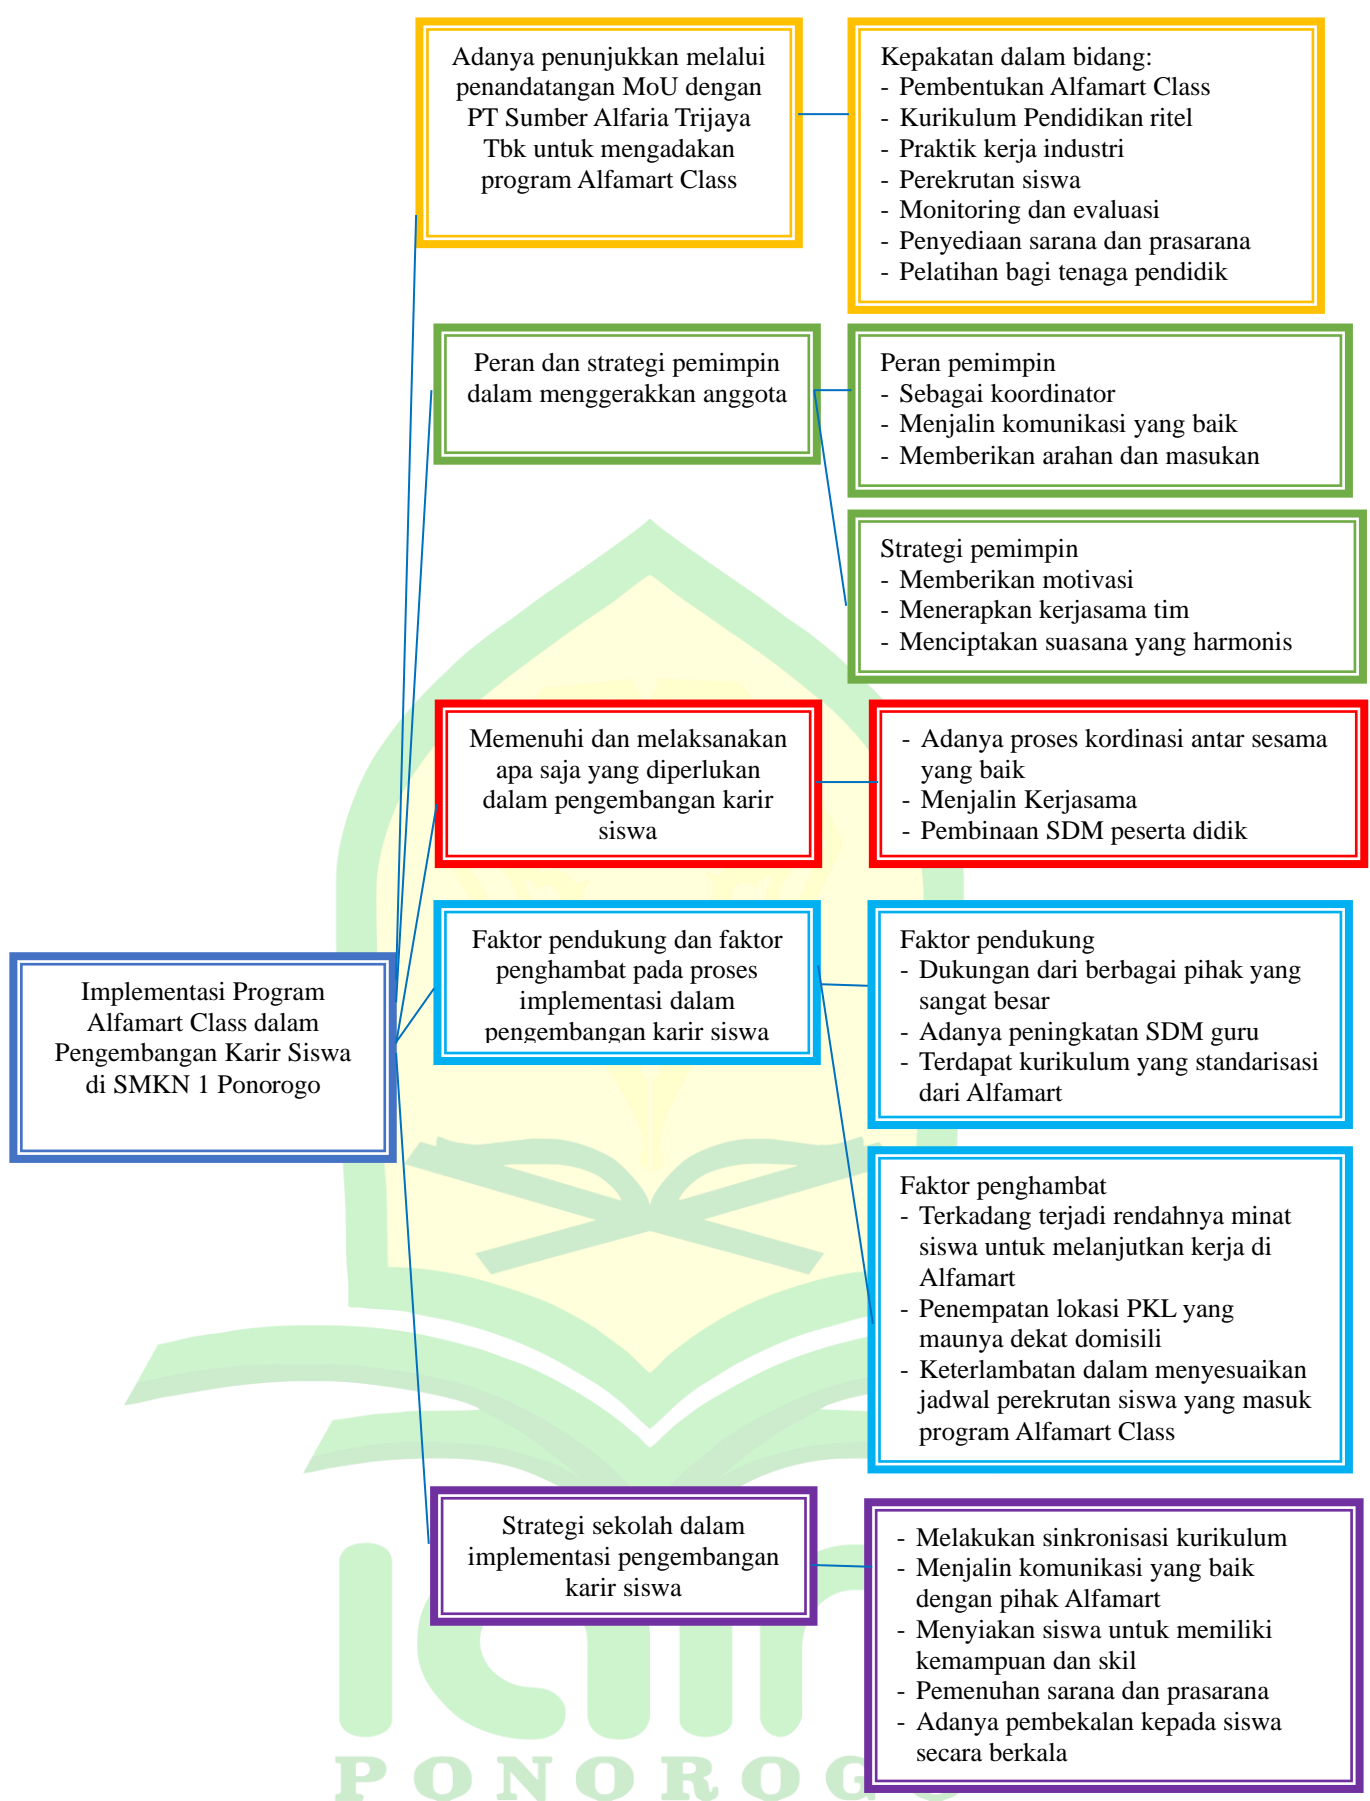 Adanya penunjukkan melalui
penandatangan MoU dengan
PT Sumber Alfaria Trijaya
Tbk untuk mengadakan
program Alfamart Class
Kepakatan dalam bidang:
- Pembentukan Alfamart Class
- Kurikulum Pendidikan ritel
- Praktik kerja industri
- Perekrutan siswa
- Monitoring dan evaluasi
- Penyediaan sarana dan prasarana
- Pelatihan bagi tenaga pendidik
Peran dan strategi pemimpin
dalam menggerakkan anggota
Peran pemimpin
- Sebagai koordinator
- Menjalin komunikasi yang baik
- Memberikan arahan dan masukan
Strategi pemimpin
- Memberikan motivasi
- Menerapkan kerjasama tim
- Menciptakan suasana yang harmonis
Memenuhi dan melaksanakan
apa saja yang diperlukan
dalam pengembangan karir
siswa
- Adanya proses kordinasi antar sesama
yang baik
- Menjalin Kerjasama
- Pembinaan SDM peserta didik
Implementasi Program
Alfamart Class dalam
Pengembangan Karir Siswa
di SMKN 1 Ponorogo
Faktor pendukung dan faktor
penghambat pada proses
implementasi dalam
pengembangan karir siswa
Faktor pendukung
- Dukungan dari berbagai pihak yang
sangat besar
- Adanya peningkatan SDM guru
- Terdapat kurikulum yang standarisasi
dari Alfamart
Faktor penghambat
- Terkadang terjadi rendahnya minat
siswa untuk melanjutkan kerja di
Alfamart
- Penempatan lokasi PKL yang
maunya dekat domisili
- Keterlambatan dalam menyesuaikan
jadwal perekrutan siswa yang masuk
program Alfamart Class
Strategi sekolah dalam
implementasi pengembangan
karir siswa
- Melakukan sinkronisasi kurikulum
- Menjalin komunikasi yang baik
dengan pihak Alfamart
- Menyiakan siswa untuk memiliki
kemampuan dan skil
- Pemenuhan sarana dan prasarana
- Adanya pembekalan kepada siswa
secara berkala
PONOROGO